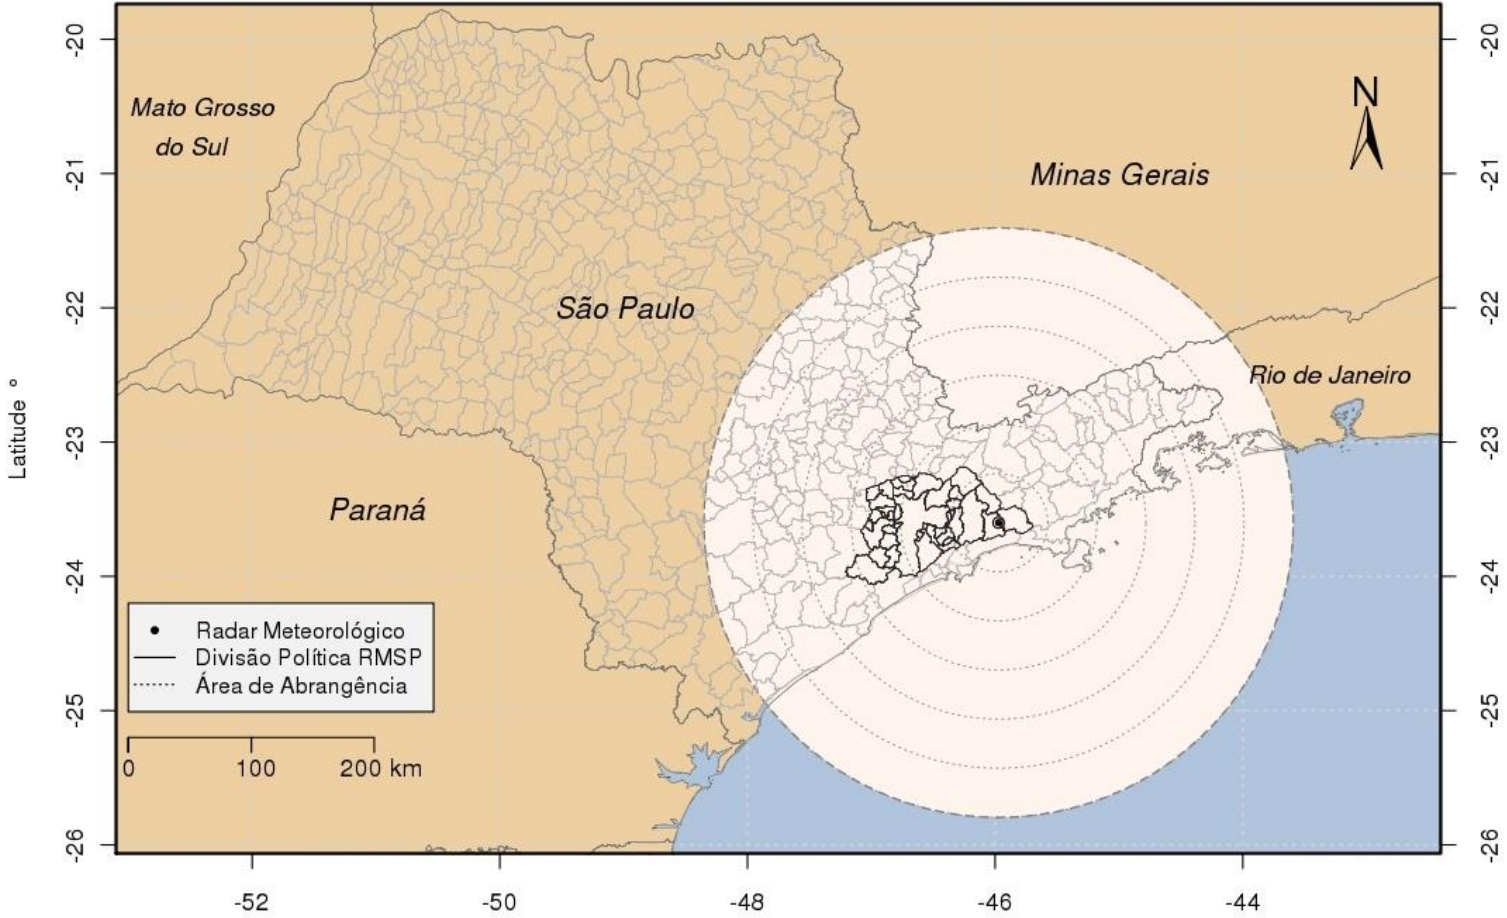 Mato Grosso
do Sul
Minas Gerais
N
São Paulo
Rio de Janeiro
Paraná
Radar Meteorológico
Divisão Política RMSP
Área de Abrangência
0 100 200 km
Latitude °
-20
-21
-22
-23
-24
-25
-26
-20
-21
-22
-23
-24
-25
-26
-52 -50 -48 -46 -44